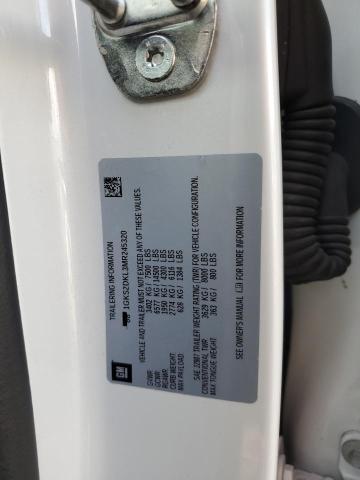 GM
TRAILERING INFORMATION
1GKS2DKL3MR245320
VEHICLE AND TRAILER MUST NOT EXCEED ANY OF THESE VALUES.
GVWR: 3402 KG / 7500 LBS
GCWR: 6577 KG / 14500 LBS
RGAWR: 1950 KG / 4300 LBS
CURB WEIGHT: 2774 KG / 6116 LBS
MAX PAYLOAD: 628 KG / 1384 LBS
SAE J2807 TRAILER WEIGHT RATING (TWR) FOR VEHICLE CONFIGURATION.
CONVENTIONAL TWR: 3629 KG / 8000 LBS
MAX TONGUE WEIGHT: 363 KG / 800 LBS
SEE OWNER'S MANUAL FOR MORE INFORMATION.